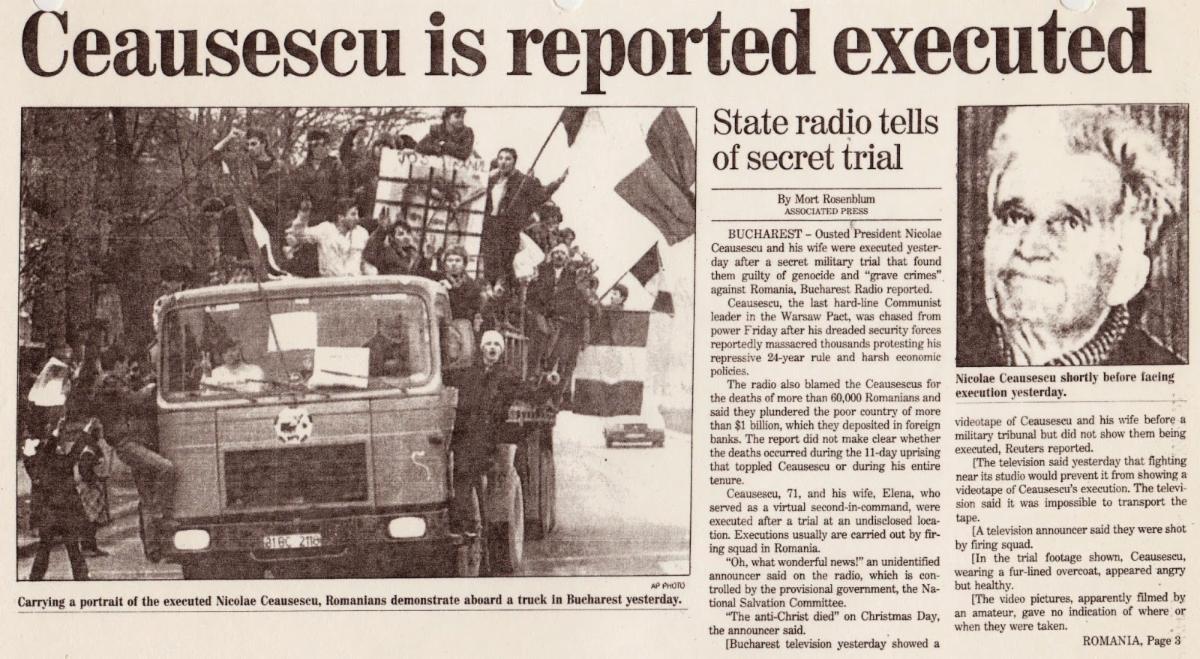 Ceausescu is reported executed
AP PHOTO
Carrying a portrait of the executed Nicolae Ceausescu, Romanians demonstrate aboard a truck in Bucharest yesterday.
State radio tells
of secret trial
By Mort Rosenblum
ASSOCIATED PRESS
BUCHAREST – Ousted President Nicolae
Ceausescu and his wife were executed yester-
day after a secret military trial that found
them guilty of genocide and “grave crimes”
against Romania, Bucharest Radio reported.
Ceausescu, the last hard-line Communist
leader in the Warsaw Pact, was chased from
power Friday after his dreaded security forces
reportedly massacred thousands protesting his
repressive 24-year rule and harsh economic
policies.
The radio also blamed the Ceausescus for
the deaths of more than 60,000 Romanians and
said they plundered the poor country of more
than $1 billion, which they deposited in foreign
banks. The report did not make clear whether
the deaths occurred during the 11-day uprising
that toppled Ceausescu or during his entire
tenure.
Ceausescu, 71, and his wife, Elena, who
served as a virtual second-in-command, were
executed after a trial at an undisclosed loca-
tion. Executions usually are carried out by fir-
ing squad in Romania.
“Oh, what wonderful news!” an unidentified
announcer said on the radio, which is con-
trolled by the provisional government, the Na-
tional Salvation Committee.
“The anti-Christ died” on Christmas Day,
the announcer said.
[Bucharest television yesterday showed a
Nicolae Ceausescu shortly before facing
execution yesterday.
videotape of Ceausescu and his wife before a
military tribunal but did not show them being
executed, Reuters reported.
[The television said yesterday that fighting
near its studio would prevent it from showing a
videotape of Ceausescu's execution. The televi-
sion said it was impossible to transport the
tape.
[A television announcer said they were shot
by firing squad.
[In the trial footage shown, Ceausescu,
wearing a fur-lined overcoat, appeared angry
but healthy.
[The video pictures, apparently filmed by
an amateur, gave no indication of where or
when they were taken.
ROMANIA, Page 3